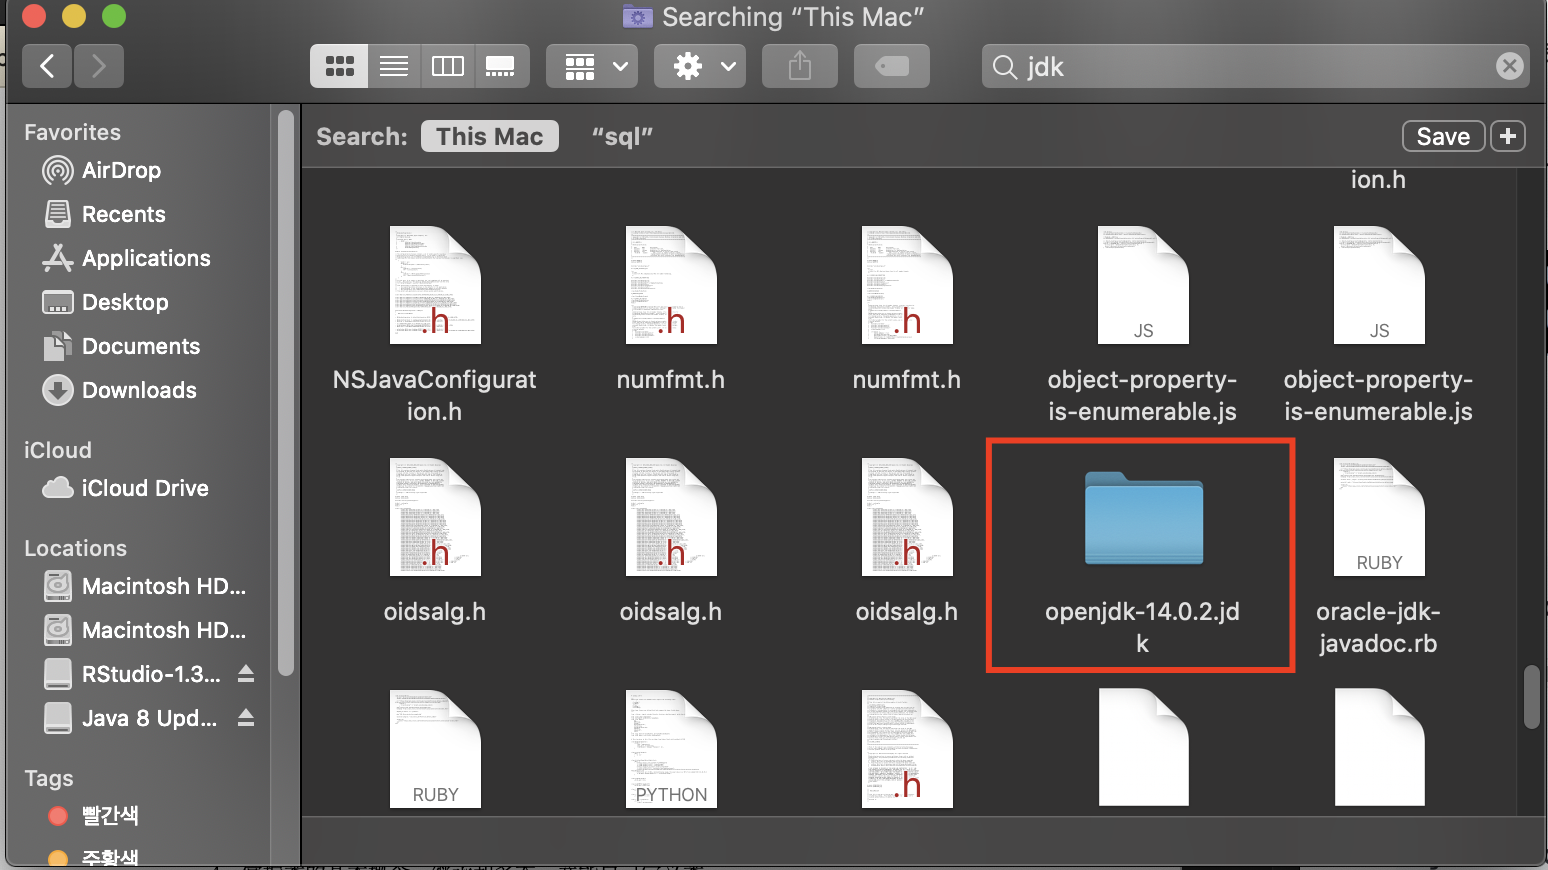 Searching “This Mac”
jdk
Favorites
AirDrop
Recents
Applications
Desktop
Documents
Downloads
iCloud
iCloud Drive
Locations
Macintosh HD...
Macintosh HD...
RStudio-1.3...
Java 8 Upd...
Tags
빨간색
주황색
Search: This Mac “sql” Save +
ion.h
.h
.h
.h
JS
JS
NSJavaConfigurat
ion.h
numfmt.h
numfmt.h
object-property-
is-enumerable.js
object-property-
is-enumerable.js
.h
.h
.h
RUBY
oidsalg.h
oidsalg.h
oidsalg.h
openjdk-14.0.2.jd
k
oracle-jdk-
javadoc.rb
RUBY
PYTHON
.h